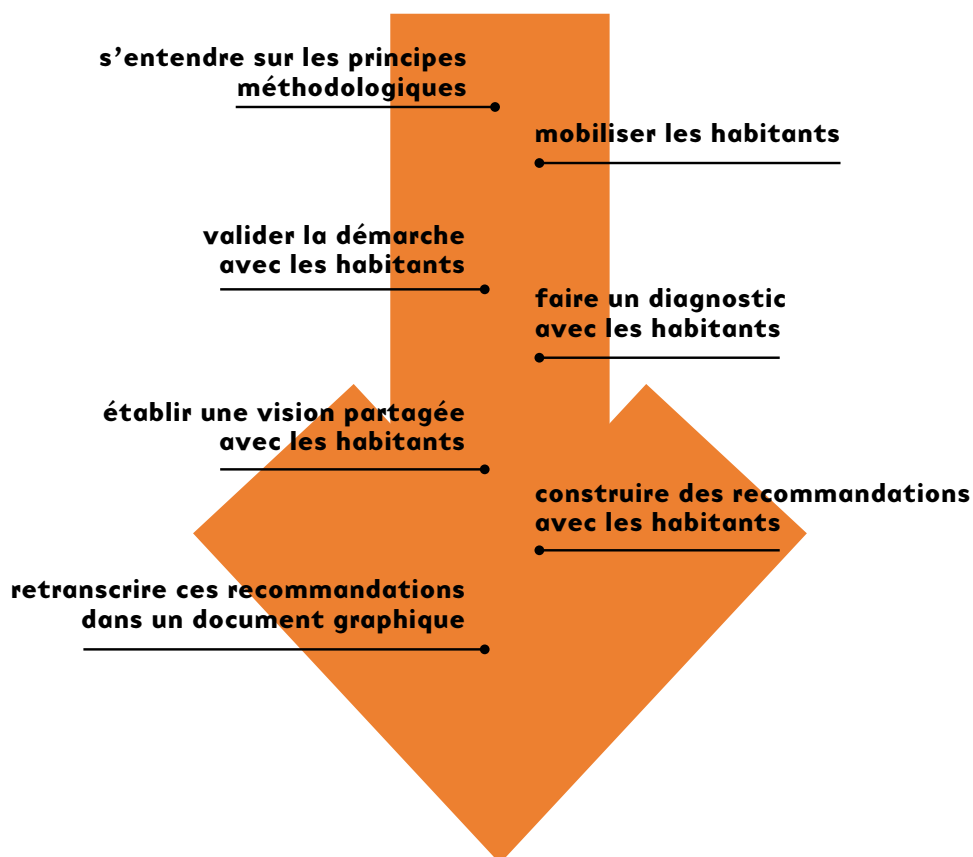 s’entendre sur les principes
méthodologiques
mobiliser les habitants
valider la démarche
avec les habitants
faire un diagnostic
avec les habitants
établir une vision partagée
avec les habitants
construire des recommandations
avec les habitants
retranscrire ces recommandations
dans un document graphique